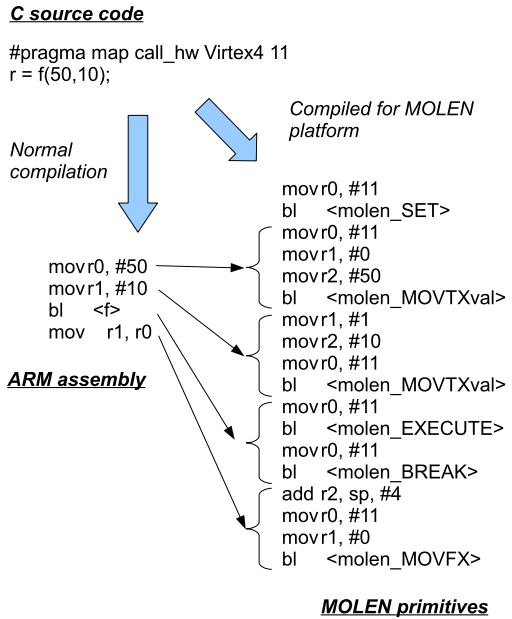 C source code
#pragma map call_hw Virtex4 11
r = f(50,10);
Normal
compilation
Compiled for MOLEN
platform
mov r0, #50
mov r1, #10
bl <f>
mov r1, r0
ARM assembly
mov r0, #11
bl <molen_SET>
mov r0, #11
mov r1, #0
mov r2, #50
bl <molen_MOVTXval>
mov r1, #1
mov r2, #10
mov r0, #11
bl <molen_MOVTXval>
mov r0, #11
bl <molen_EXECUTE>
mov r0, #11
bl <molen_BREAK>
add r2, sp, #4
mov r0, #11
mov r1, #0
bl <molen_MOVFX>
MOLEN primitives